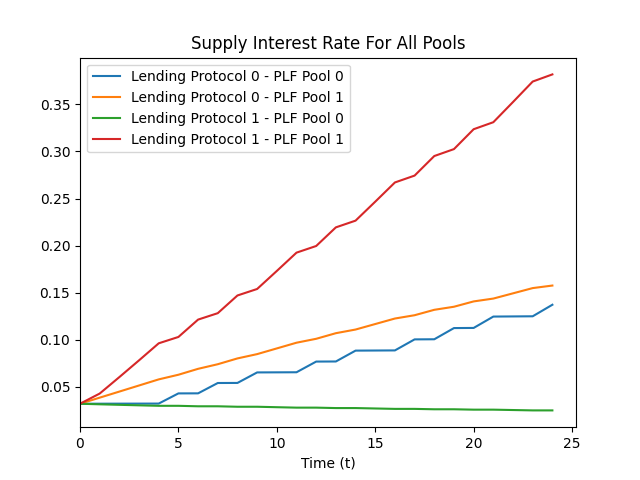 Supply Interest Rate For All Pools
Lending Protocol 0 - PLF Pool 0
Lending Protocol 0 - PLF Pool 1
Lending Protocol 1 - PLF Pool 0
Lending Protocol 1 - PLF Pool 1
0.35
0.30
0.25
0.20
0.15
0.10
0.05
0 5 10 15 20 25
Time (t)